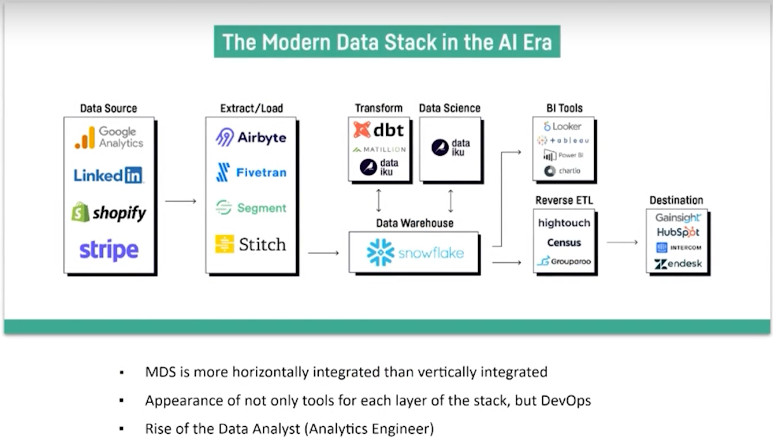 The Modern Data Stack in the AI Era
Data Source
Google
Analytics
LinkedIn
shopify
stripe
Extract/Load
Airbyte
Fivetran
Segment
Stitch
Transform
dbt
MATILLION
data
iku
Data Science
data
iku
Data Warehouse
snowflake
BI Tools
Looker
+ableau
Power BI
chartio
Reverse ETL
hightouch
Census
Grouparoo
Destination
Gainsight
HubSpot
INTERCOM
Zendesk
▪ MDS is more horizontally integrated than vertically integrated
▪ Appearance of not only tools for each layer of the stack, but DevOps
▪ Rise of the Data Analyst (Analytics Engineer)